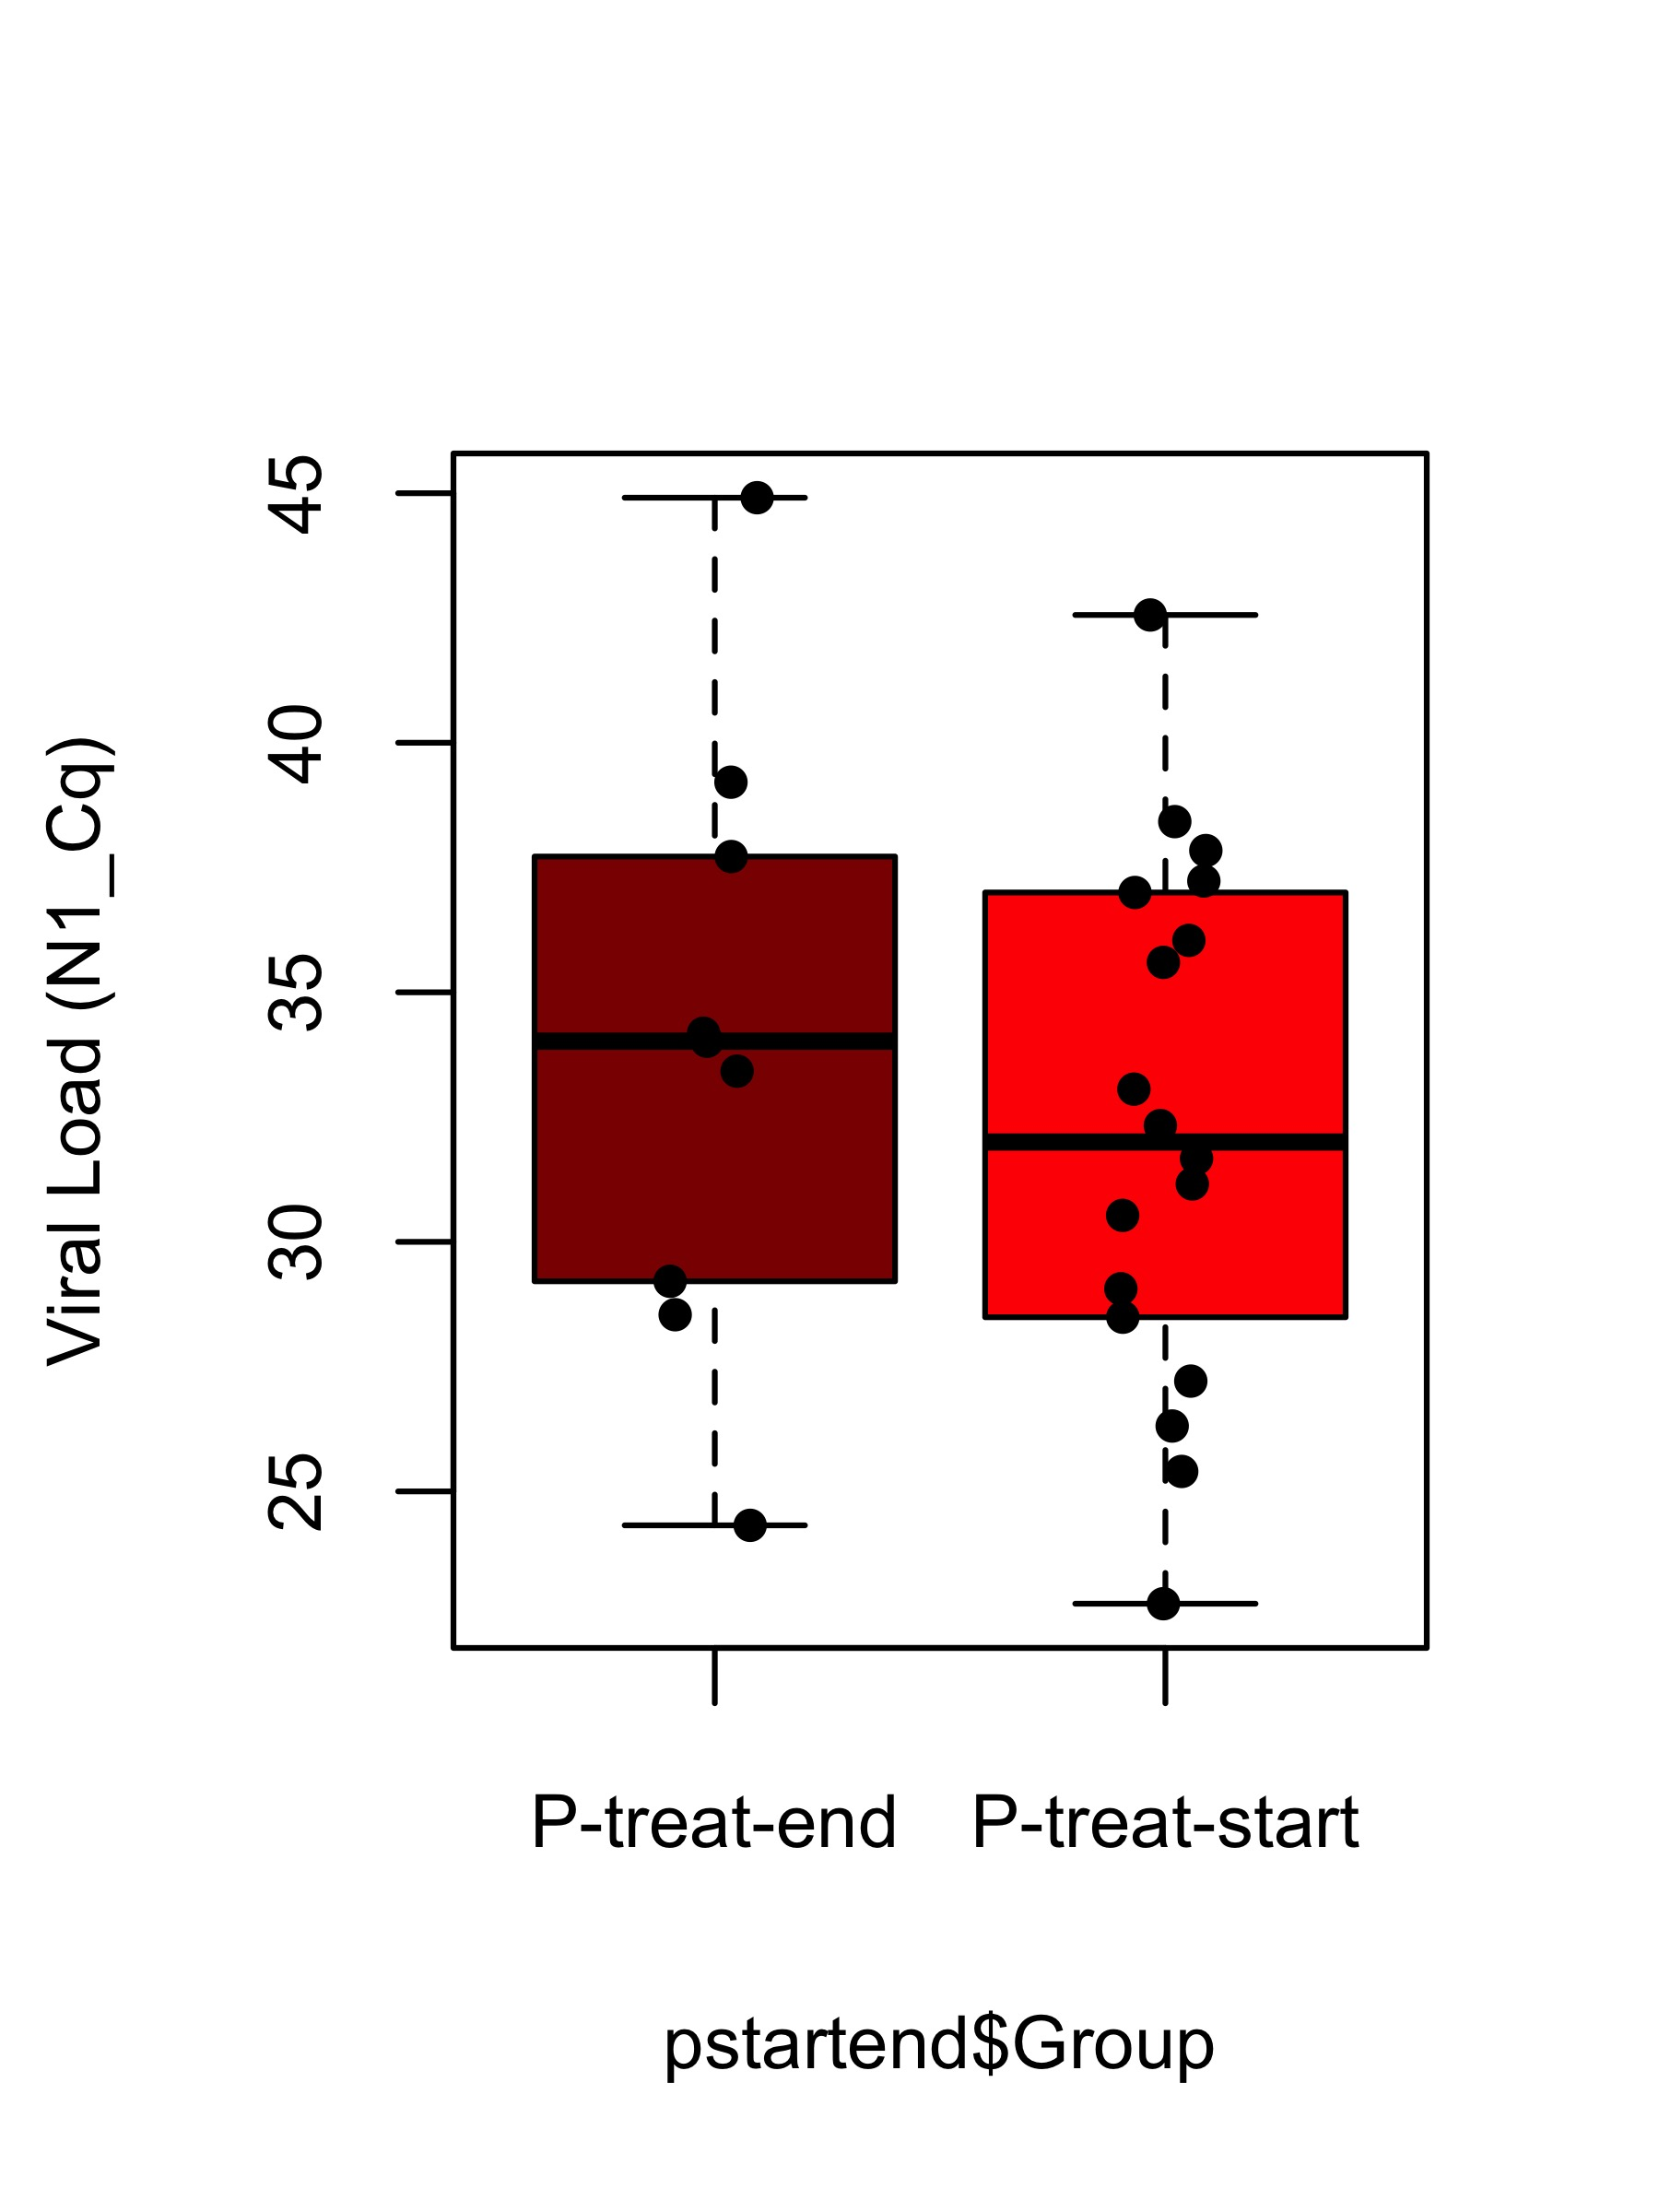 Viral Load (N1_Cq)
45
40
35
30
25
P-treat-end P-treat-start
pstartend$Group